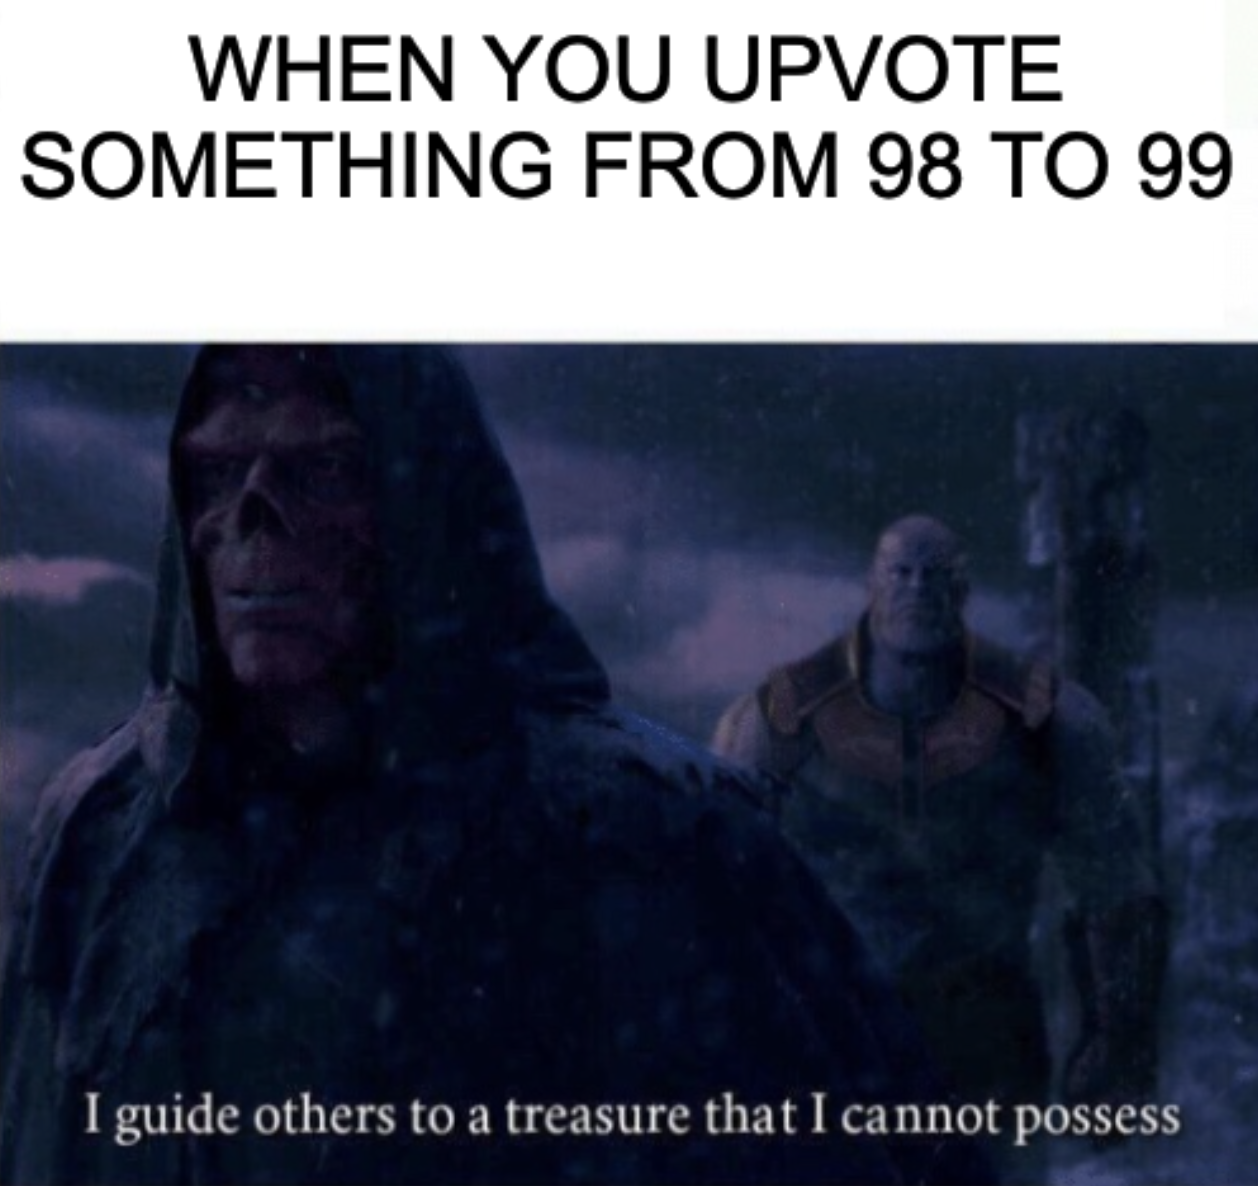 WHEN YOU UPVOTE
SOMETHING FROM 98 TO 99
I guide others to a treasure that I cannot possess